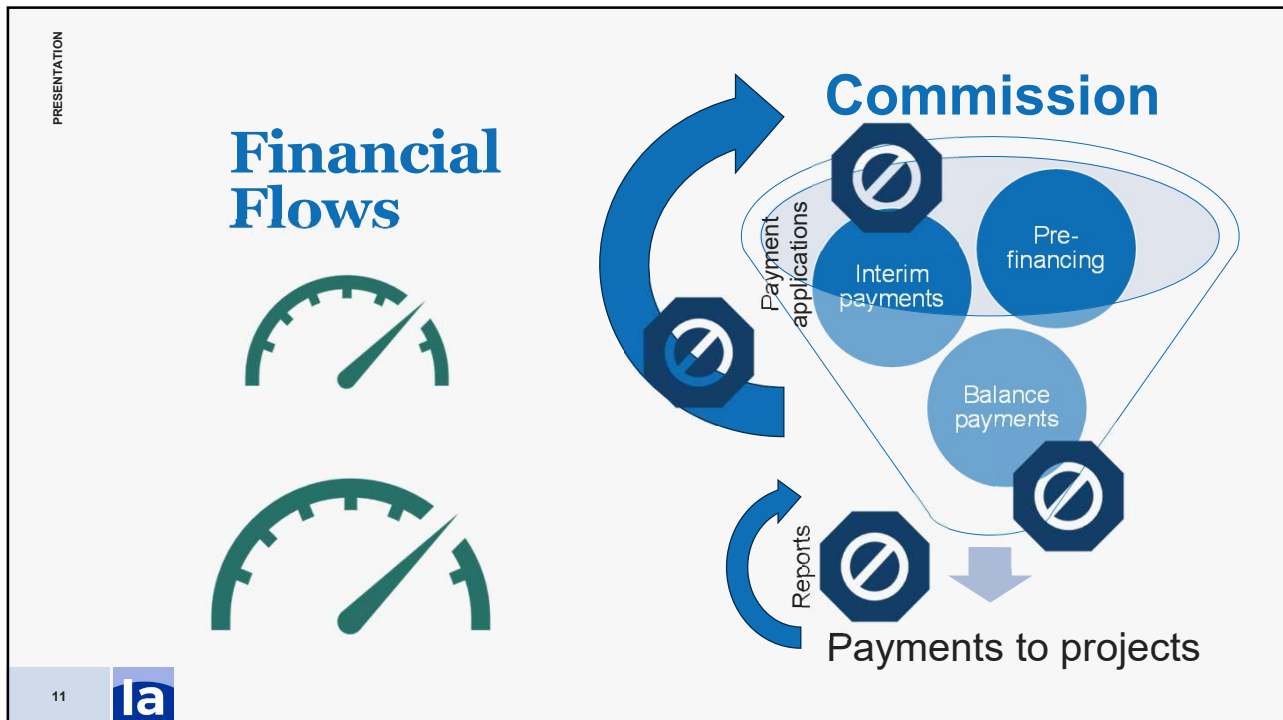 PRESENTATION
Financial
Flows
Commission
Payment
applications
Pre-
financing
Interim
payments
Balance
payments
Reports
Payments to projects
11
la